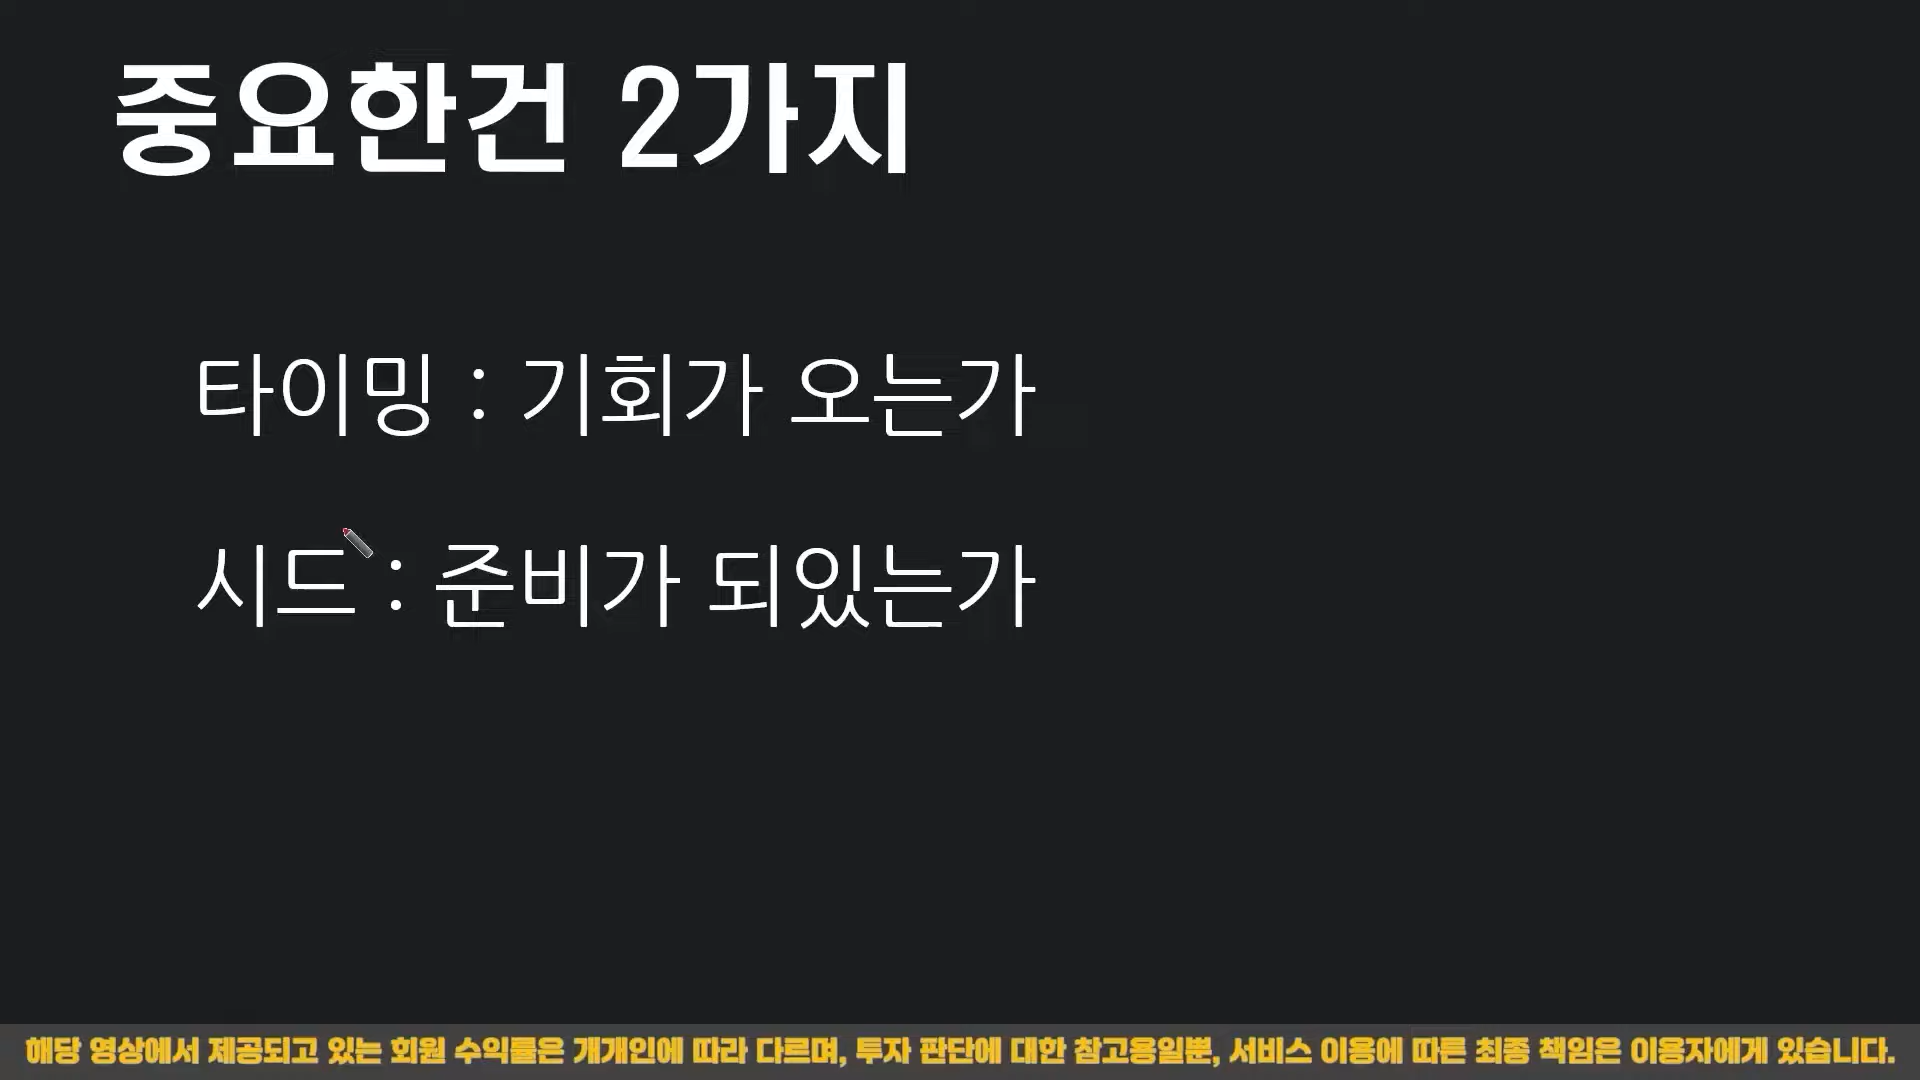 중요한건 2가지
타이밍 : 기회가 오는가
시드 : 준비가 되있는가
해당 영상에서 제공되고 있는 회원 수익률은 개개인에 따라 다르며, 투자 판단에 대한 참고용일뿐, 서비스 이용에 따른 최종 책임은 이용자에게 있습니다.